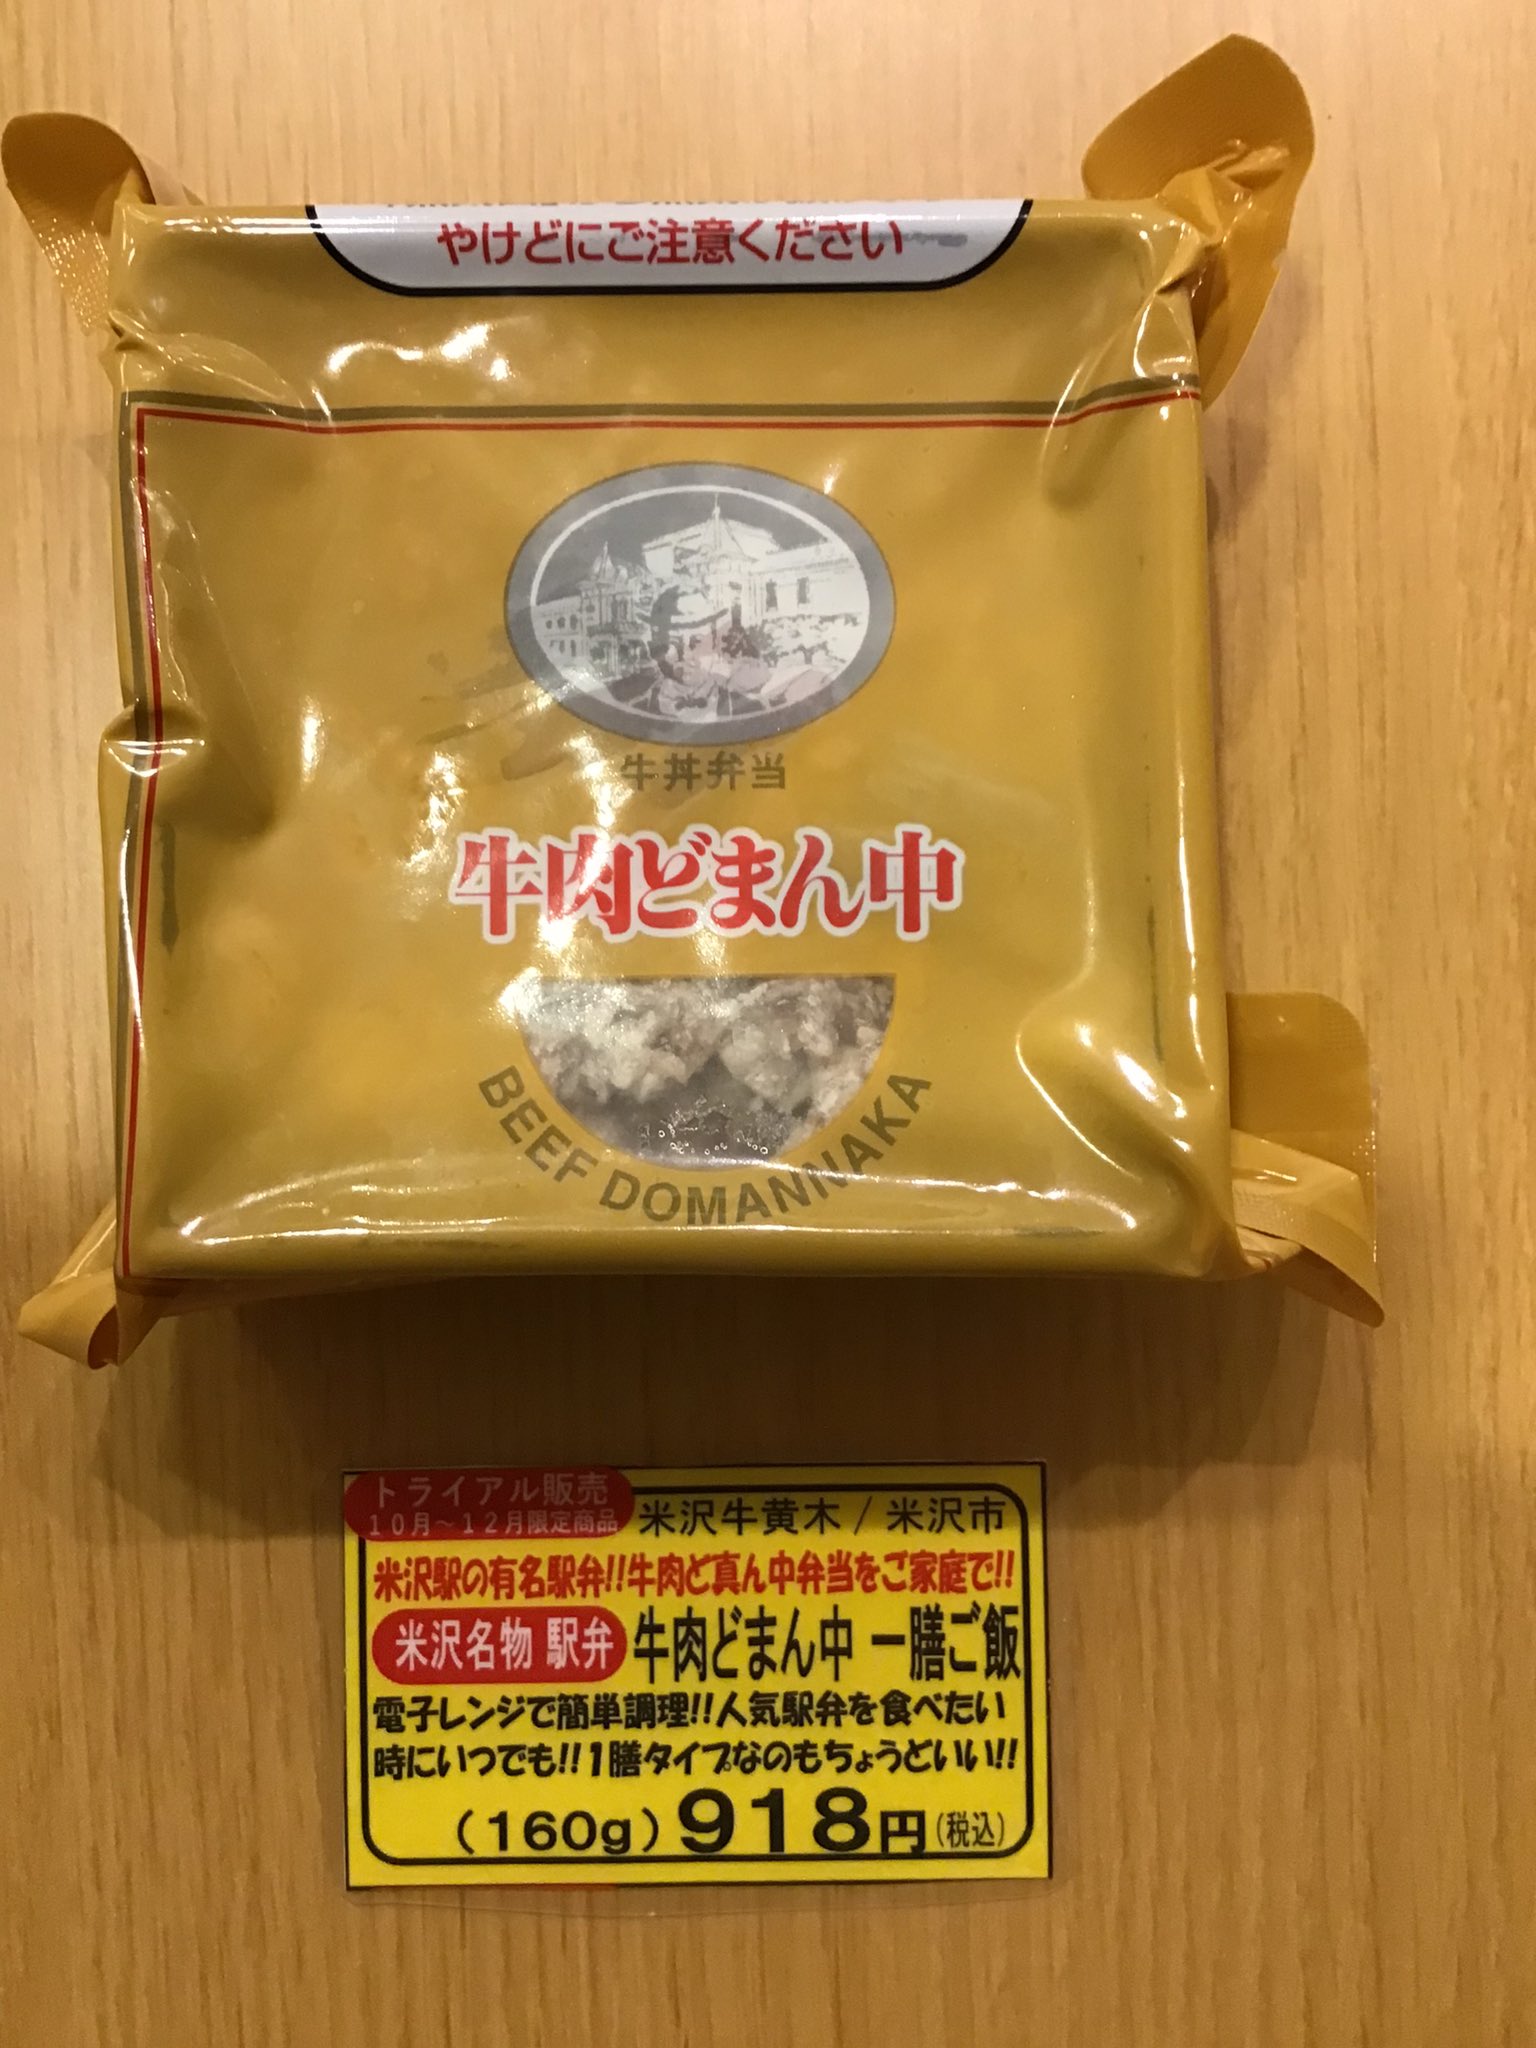 やけどにご注意ください
牛丼弁当
牛肉どまん中
BEEF DOMANNAKA
トライアル販売
10月～12月限定商品
米沢牛黄木 / 米沢市
米沢駅の有名駅弁!!牛肉ど真ん中弁当をご家庭で!!
米沢名物 駅弁 牛肉どまん中 一膳ご飯
電子レンジで簡単調理!!人気駅弁を食べたい
時にいつでも!!1膳タイプなのもちょうどいい!!
(160g) 918円(税込)